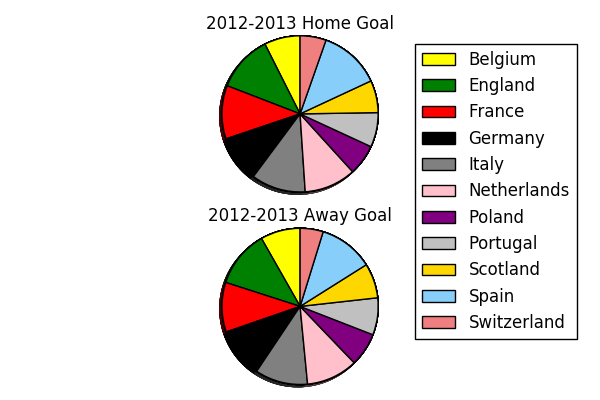 2012-2013 Home Goal
Belgium
England
France
Germany
Italy
Netherlands
Poland
Portugal
Scotland
Spain
Switzerland
2012-2013 Away Goal